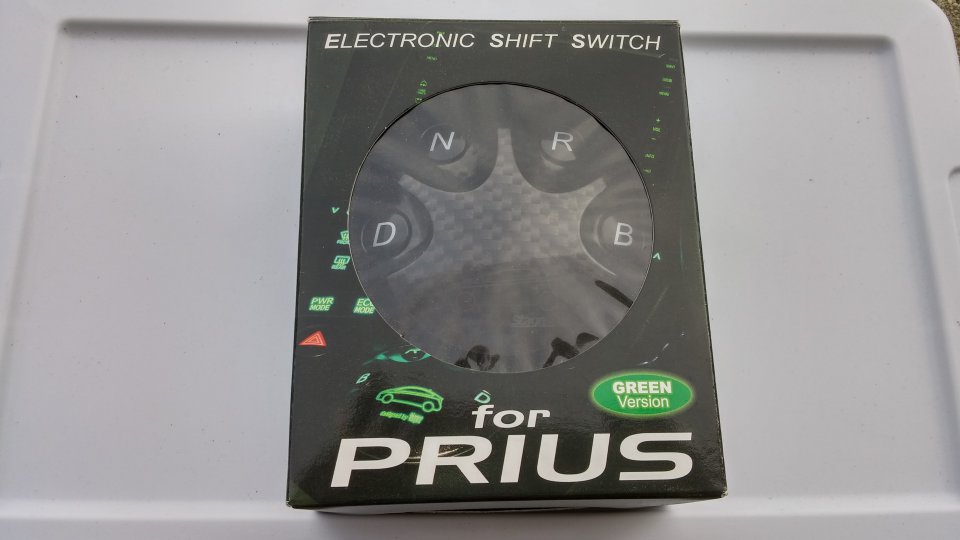 ELECTRONIC SHIFT SWITCH
N R
D B
PWR MODE
ECO MODE
B
D
GREEN
Version
for
PRIUS